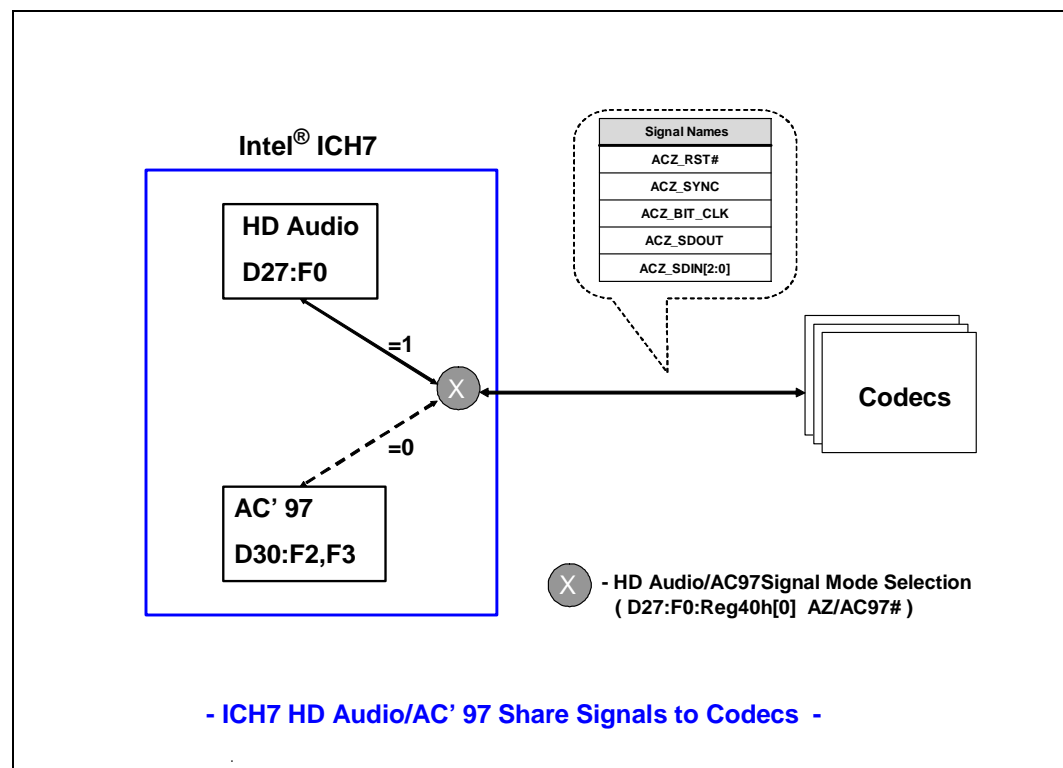 Intel® ICH7
HD Audio
D27:F0
=1
X
=0
AC' 97
D30:F2,F3
Signal Names
ACZ_RST#
ACZ_SYNC
ACZ_BIT_CLK
ACZ_SDOUT
ACZ_SDIN[2:0]
Codecs
X
- HD Audio/AC97Signal Mode Selection
( D27:F0:Reg40h[0] AZ/AC97# )
- ICH7 HD Audio/AC' 97 Share Signals to Codecs -